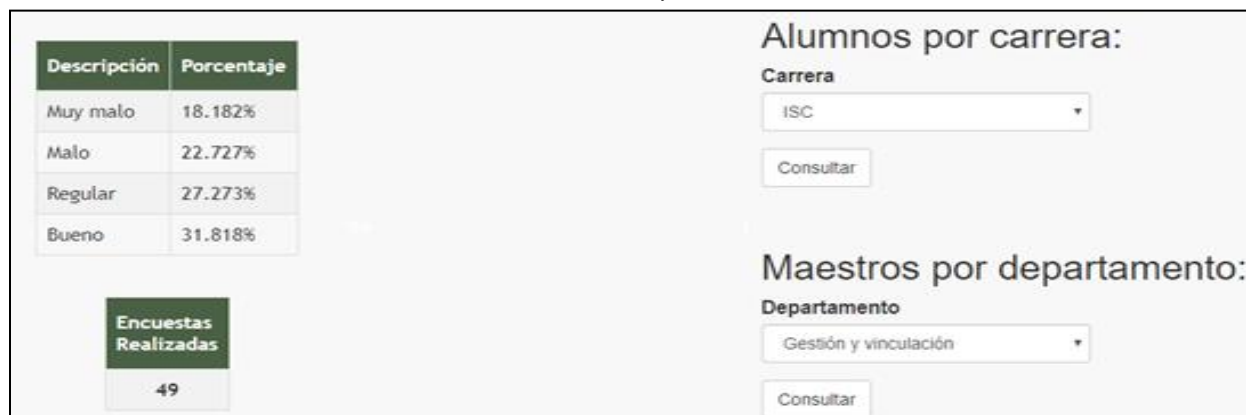 Descripción Porcentaje
Muy malo 18.182%
Malo 22.727%
Regular 27.273%
Bueno 31.818%
Encuestas
Realizadas
49
Alumnos por carrera:
Carrera
ISC
Consultar
Maestros por departamento:
Departamento
Gestión y vinculación
Consultar